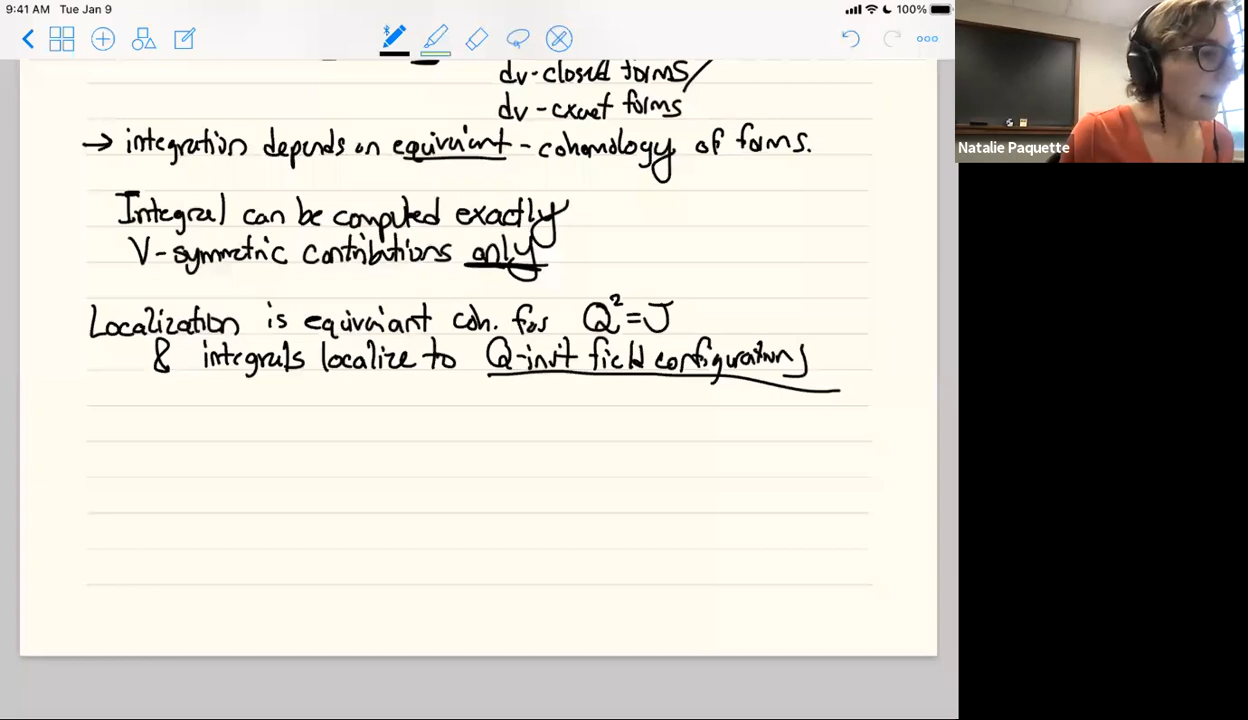 9:41 AM Tue Jan 9
100%
dv-closed forms/
dv-exact forms
→ integration depends on equivariant-cohomology of forms.
Integral can be computed exactly
V-symmetric contributions only
Localization is equivariant coh. for Q²=J
& integrals localize to Q-invt field configurations
Natalie Paquette